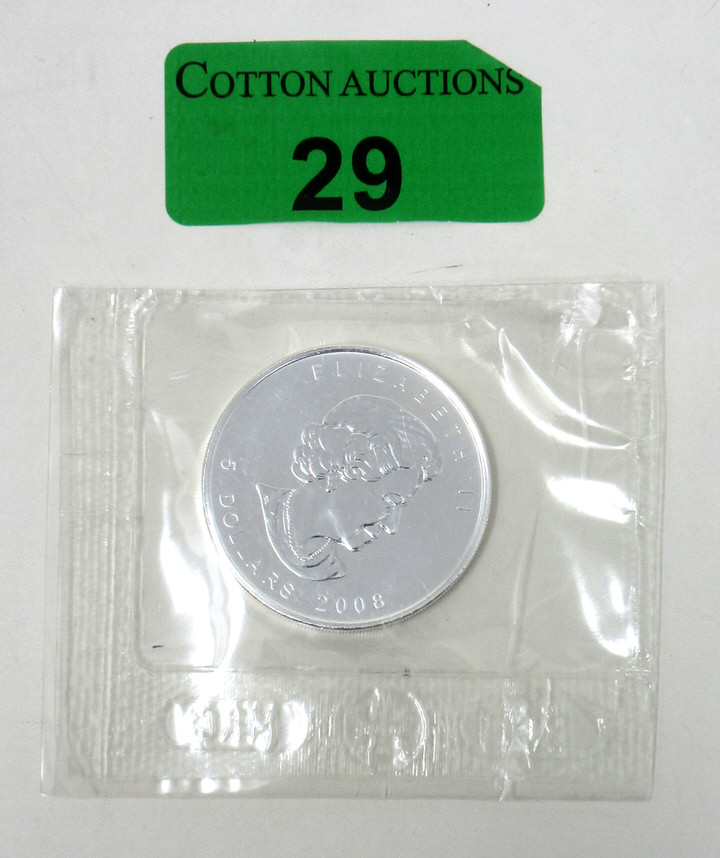 COTTON AUCTIONS
29
ELIZABETH II
5 DOLLARS 2008